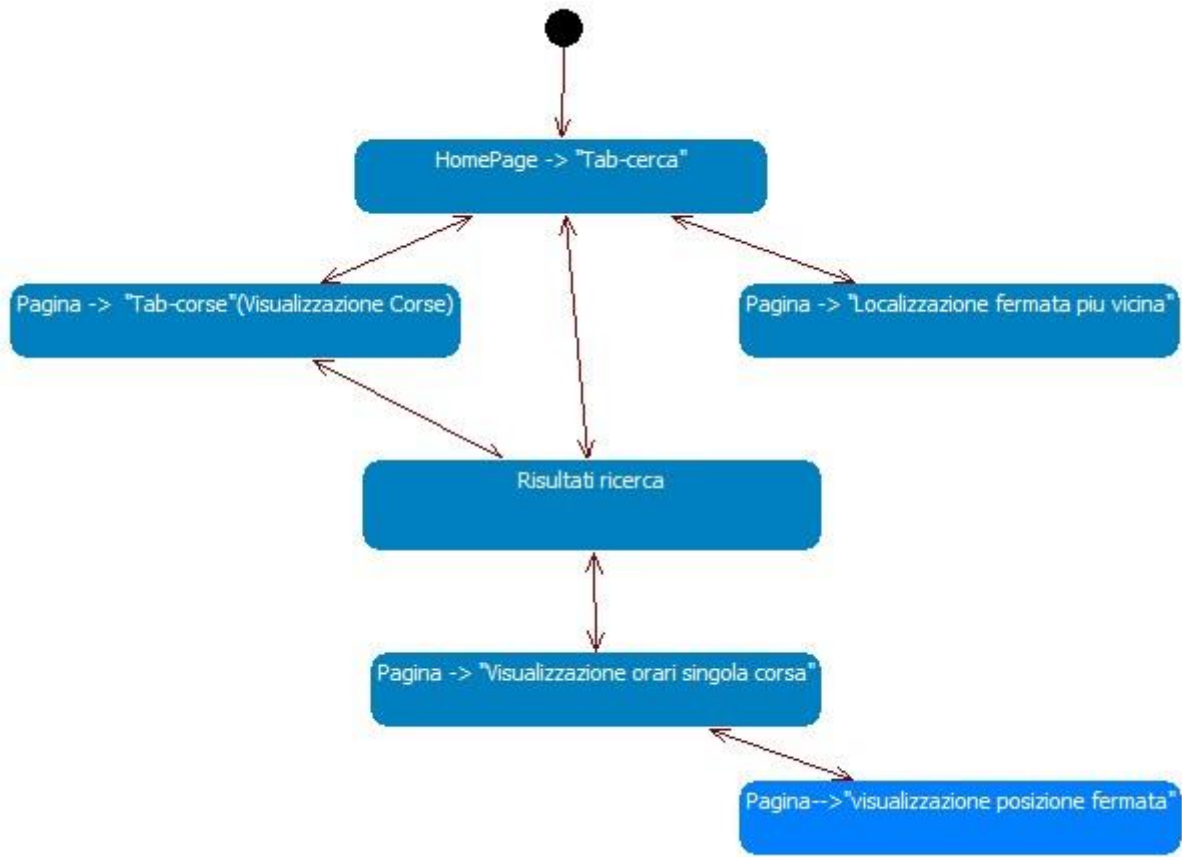 HomePage -> "Tab-cerca"
Pagina -> "Tab-corse"(Visualizzazione Corse)
Pagina -> "Localizzazione fermata piu vicina"
Risultati ricerca
Pagina -> "Visualizzazione orari singola corsa"
Pagina-->"visualizzazione posizione fermata"